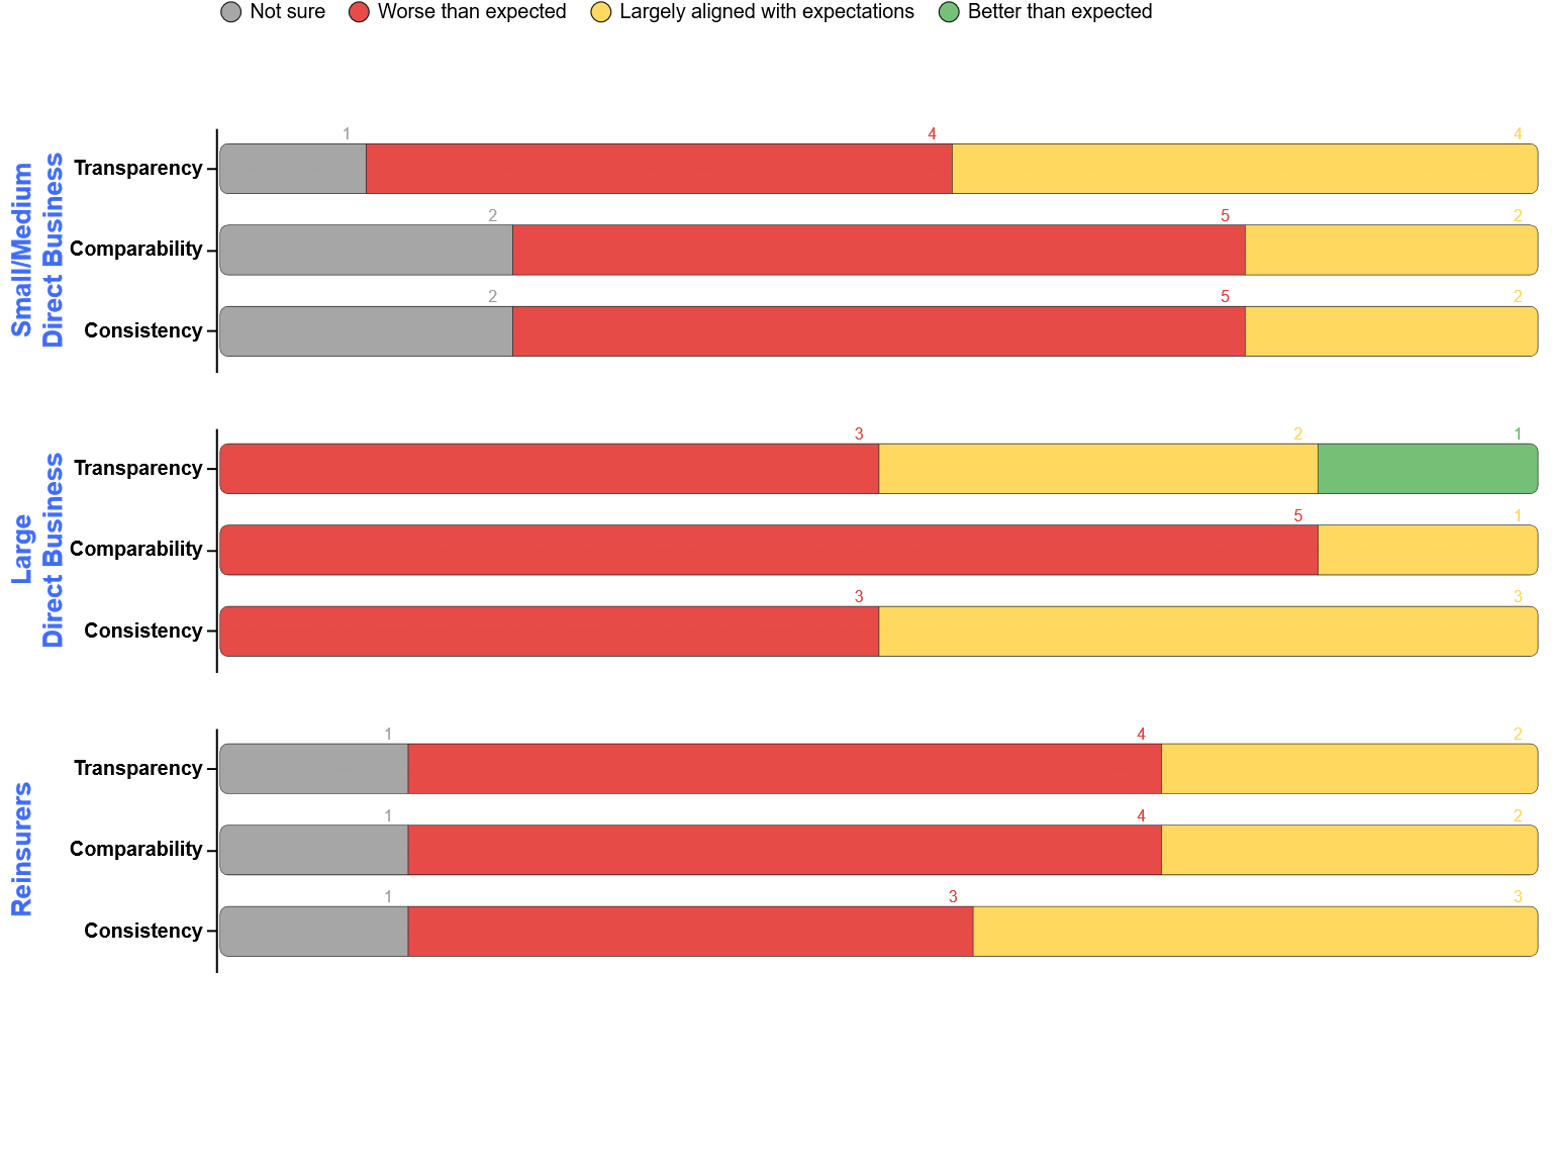 Not sure Worse than expected Largely aligned with expectations Better than expected
Small/Medium
Direct Business
1 4 4
Transparency
2 5 2
Comparability
2 5 2
Consistency
Large
Direct Business
3 2 1
Transparency
5 1
Comparability
3 3
Consistency
Reinsurers
1 4 2
Transparency
1 4 2
Comparability
1 3 3
Consistency